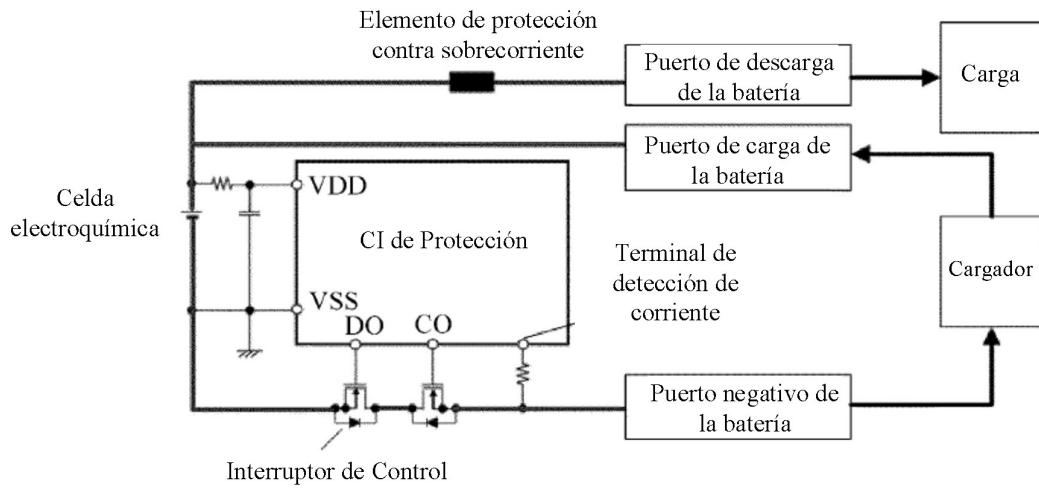 Elemento de protección
contra sobrecorriente
Puerto de descarga
de la batería
Carga
Puerto de carga de
la batería
Celda
electroquímica
VDD
CI de Protección
Terminal de
detección de
corriente
Cargador
VSS
DO
CO
Puerto negativo de
la batería
Interruptor de Control